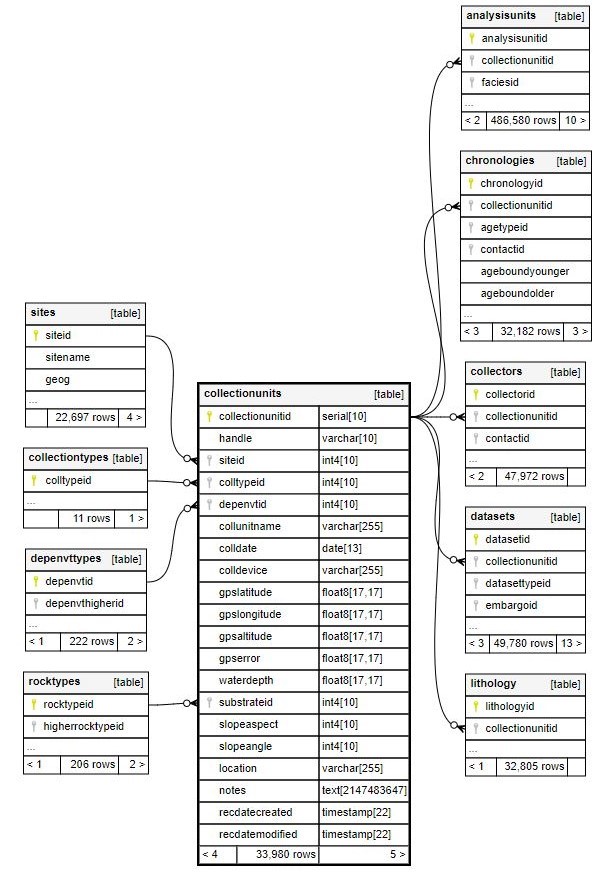 analysisunits [table]
analysisunitid
collectionunitid
faciesid
...
< 2 486,580 rows 10 >
chronologies [table]
chronologyid
collectionunitid
agetypeid
contactid
ageboundyounger
ageboundolder
...
< 3 32,182 rows 3 >
sites [table]
siteid
sitename
geog
...
22,697 rows 4 >
collectiontypes [table]
colltypeid
...
11 rows 1 >
depenvttypes [table]
depenvtid
depenvthigherid
...
< 1 222 rows 2 >
rocktypes [table]
rocktypeid
higherrocktypeid
...
< 1 206 rows 2 >
collectionunits [table]
collectionunitid serial[10]
handle varchar[10]
siteid int4[10]
colltypeid int4[10]
depenvtid int4[10]
collunitname varchar[255]
colldate date[13]
colldevice varchar[255]
gpslatitude float8[17,17]
gpslongitude float8[17,17]
gpsaltitude float8[17,17]
gpserror float8[17,17]
waterdepth float8[17,17]
substrateid int4[10]
slopeaspect int4[10]
slopeangle int4[10]
location varchar[255]
notes text[2147483647]
recdatecreated timestamp[22]
recdatemodified timestamp[22]
< 4 33,980 rows 5 >
collectors [table]
collectorid
collectionunitid
contactid
...
< 2 47,972 rows
datasets [table]
datasetid
collectionunitid
datasettypeid
embargoid
...
< 3 49,780 rows 13 >
lithology [table]
lithologyid
collectionunitid
...
< 1 32,805 rows